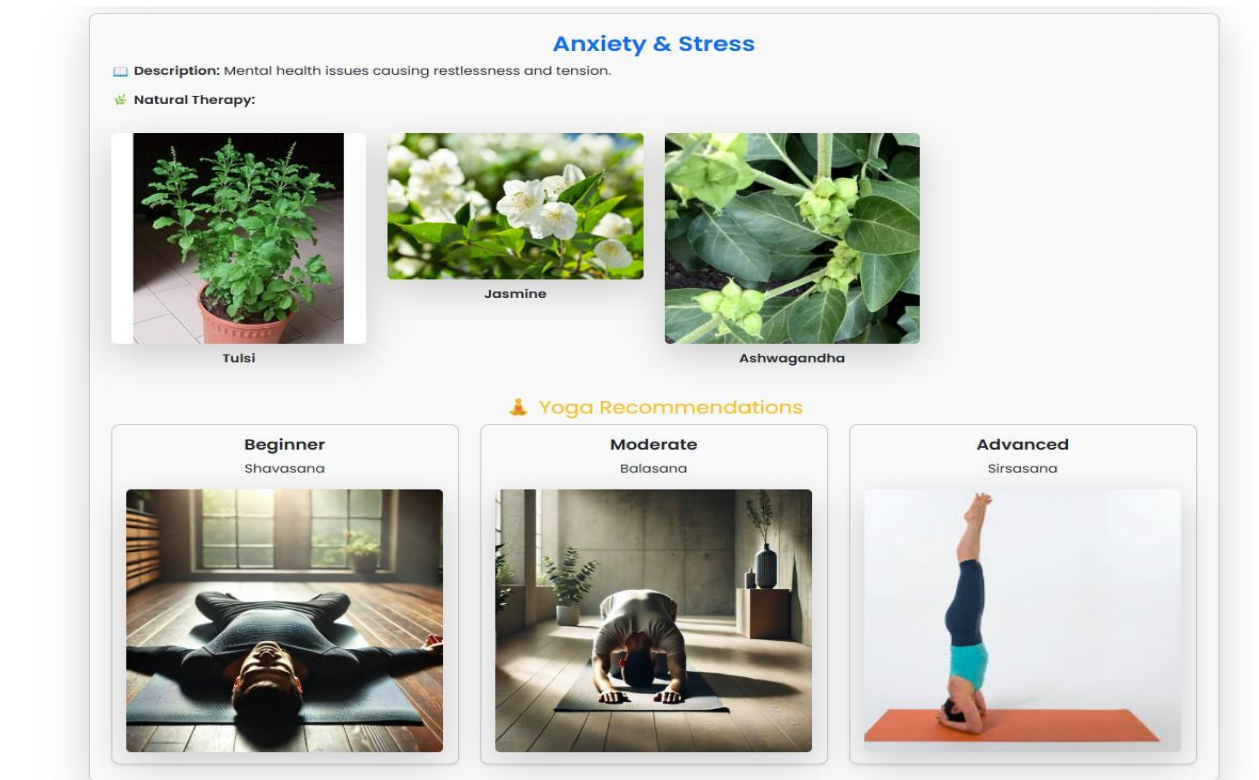 Anxiety & Stress
📖 Description: Mental health issues causing restlessness and tension.
🌿 Natural Therapy:
Tulsi
Jasmine
Ashwagandha
🧘 Yoga Recommendations
Beginner
Shavasana
Moderate
Balasana
Advanced
Sirsasana